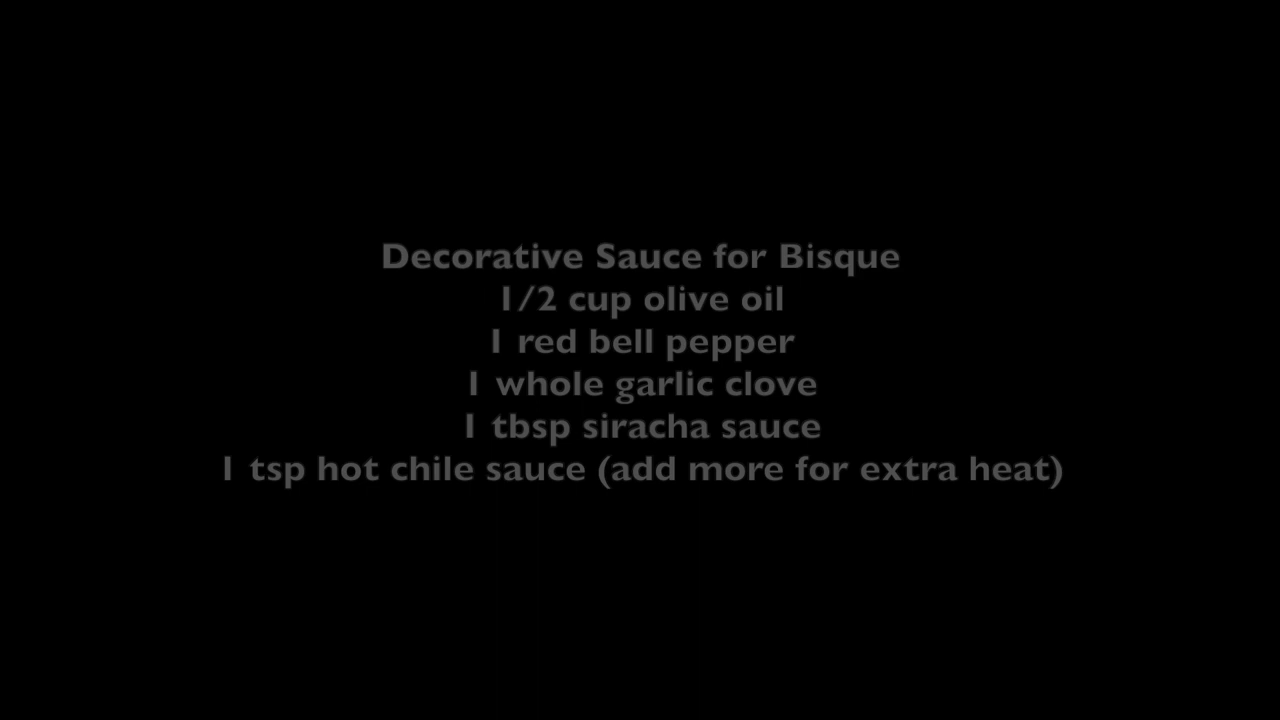 Decorative Sauce for Bisque
1/2 cup olive oil
1 red bell pepper
1 whole garlic clove
1 tbsp siracha sauce
1 tsp hot chile sauce (add more for extra heat)